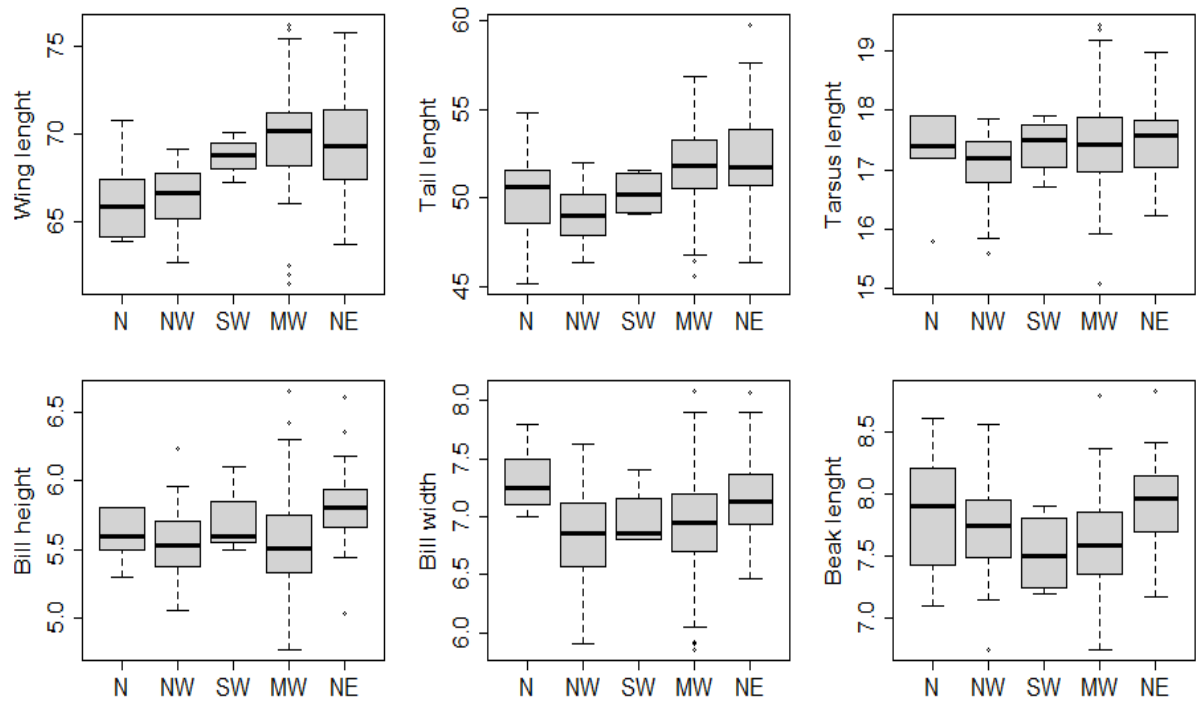 Wing lenght
75
70
65
N NW SW MW NE
Tail lenght
60
55
50
45
N NW SW MW NE
Tarsus lenght
19
18
17
16
15
N NW SW MW NE
Bill height
6.5
6.0
5.5
5.0
N NW SW MW NE
Bill width
8.0
7.5
7.0
6.5
6.0
N NW SW MW NE
Beak lenght
8.5
8.0
7.5
7.0
N NW SW MW NE